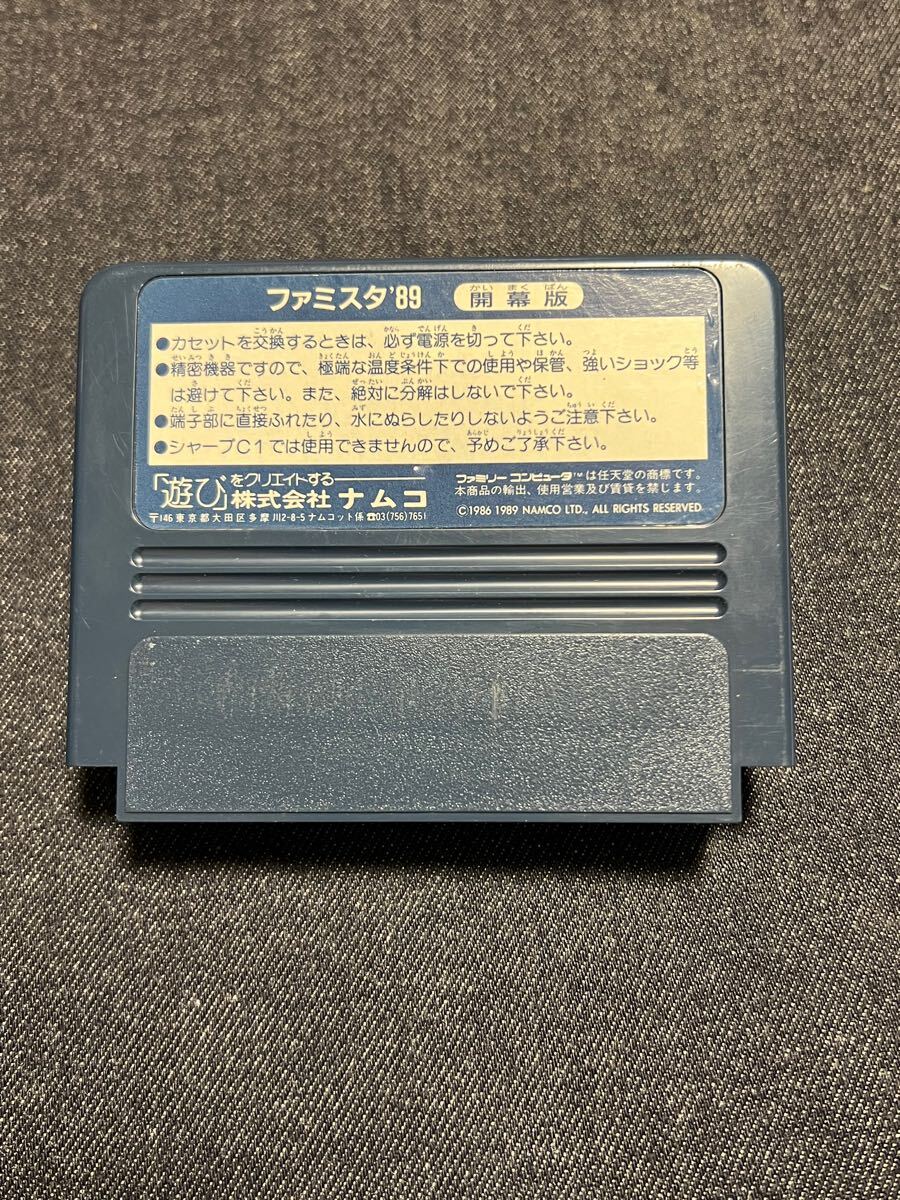 ファミスタ'89 開幕版
かいまくばん
●カセットを交換するときは、必ず電源を切って下さい。
●精密機器ですので、極端な温度条件下での使用や保管、強いショック等
は避けて下さい。また、絶対に分解はしないで下さい。
●端子部に直接ふれたり、水にぬらしたりしないようご注意下さい。
●シャープC1では使用できませんので、予めご了承下さい。
「遊び」をクリエイトする
株式会社 ナムコ
〒146 東京都大田区多摩川2-8-5 ナムコット係 ☎03(756)7651
ファミリー コンピュータ™ は任天堂の商標です。
本商品の輸出、使用営業及び賃貸を禁じます。
©1986 1989 NAMCO LTD., ALL RIGHTS RESERVED